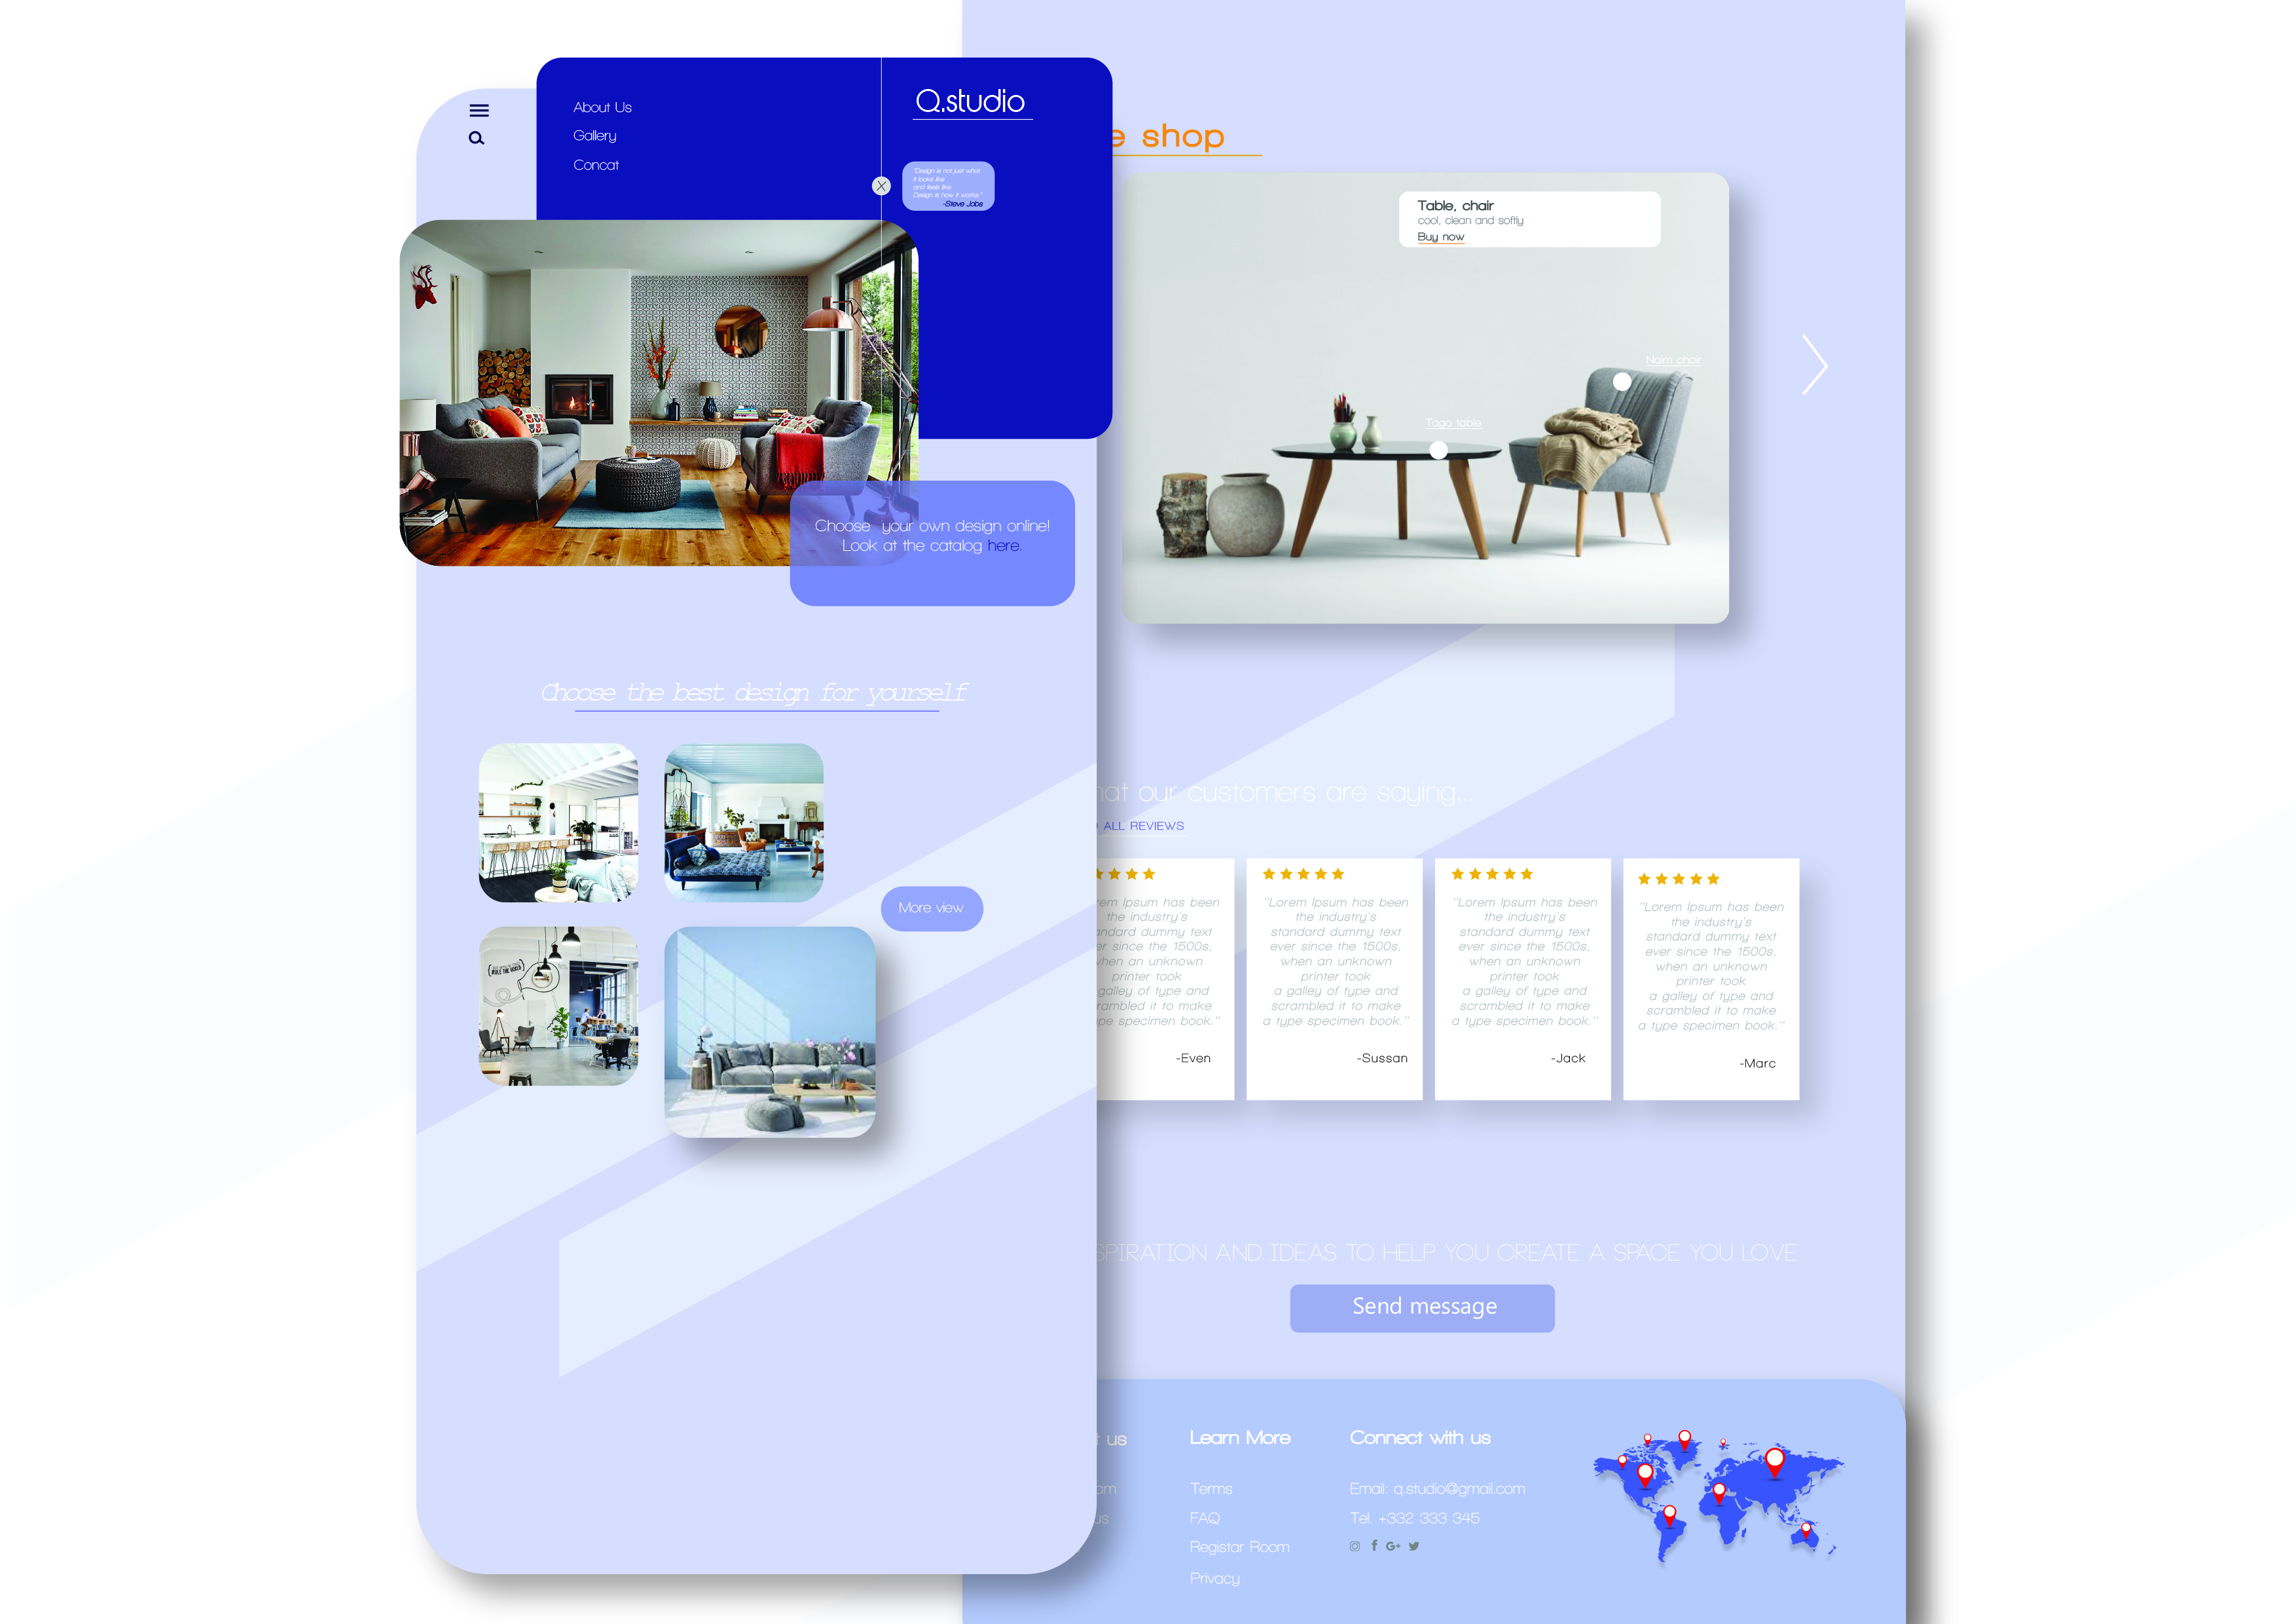 About Us
Gallery
Concat
Q.studio
"Design is not just what
it looks like
and feels like.
Design is how it works."
-Steve Jobs
X
Choose your own design online!
Look at the catalog here.
Choose the best design for yourself
More view
e shop
Table, chair
cool, clean and softly
Buy now
Naim chair
Tago table
hat our customers are saying...
ALL REVIEWS
rem Ipsum has been
the industry's
andard dummy text
er since the 1500s,
when an unknown
printer took
galley of type and
rambled it to make
ype specimen book."
-Even
"Lorem Ipsum has been
the industry's
standard dummy text
ever since the 1500s,
when an unknown
printer took
a galley of type and
scrambled it to make
a type specimen book."
-Sussan
"Lorem Ipsum has been
the industry's
standard dummy text
ever since the 1500s,
when an unknown
printer took
a galley of type and
scrambled it to make
a type specimen book."
-Jack
"Lorem Ipsum has been
the industry's
standard dummy text
ever since the 1500s,
when an unknown
printer took
a galley of type and
scrambled it to make
a type specimen book."
-Marc
SPIRATION AND IDEAS TO HELP YOU CREATE A SPACE YOU LOVE
Send message
t us
am
us
Learn More
Terms
FAQ
Registar Room
Privacy
Connect with us
Email: q.studio@gmail.com
Tel. +332 333 345